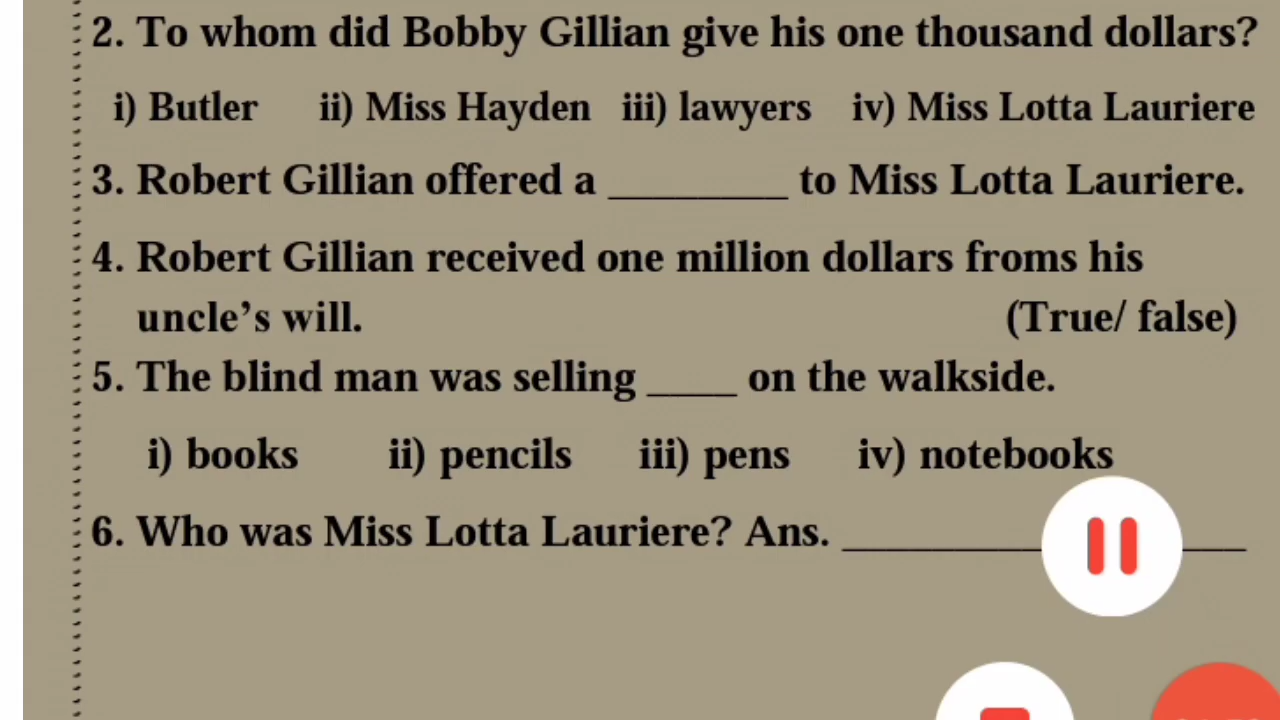 2. To whom did Bobby Gillian give his one thousand dollars?
i) Butler ii) Miss Hayden iii) lawyers iv) Miss Lotta Lauriere
3. Robert Gillian offered a ________ to Miss Lotta Lauriere.
4. Robert Gillian received one million dollars froms his
uncle’s will. (True/ false)
5. The blind man was selling ____ on the walkside.
i) books ii) pencils iii) pens iv) notebooks
6. Who was Miss Lotta Lauriere? Ans. __________________